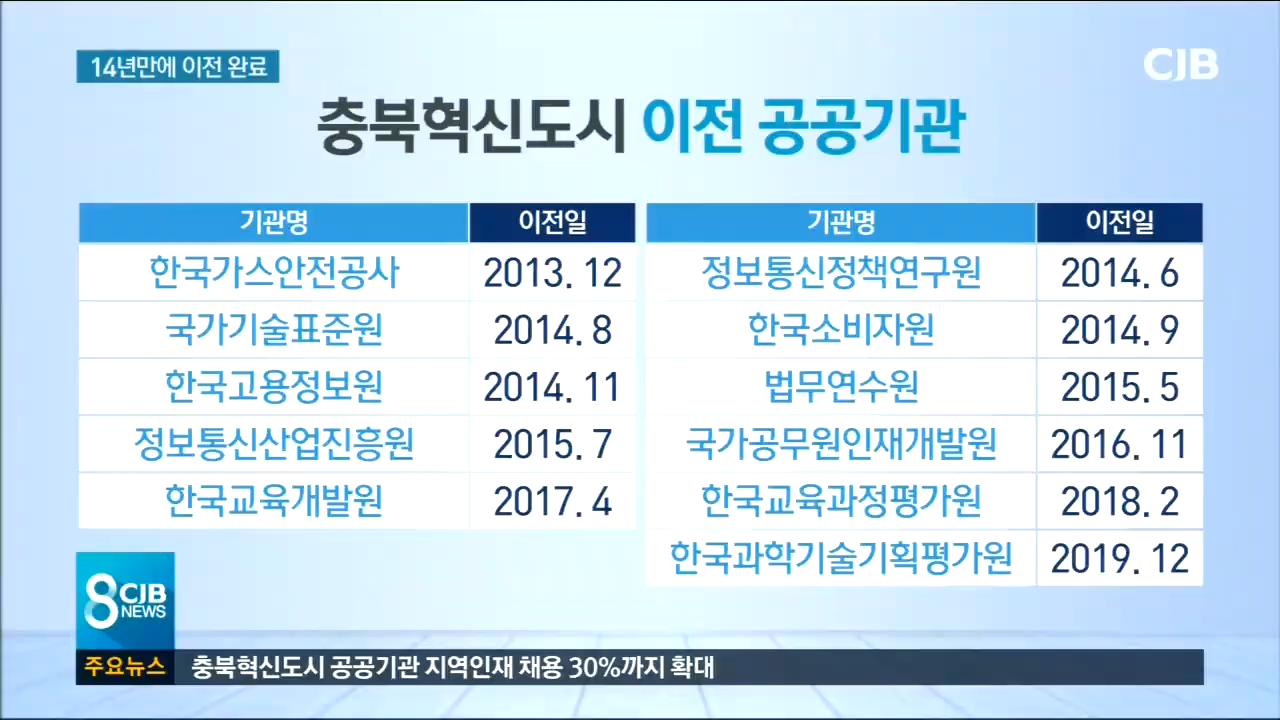 14년만에 이전 완료
CJB
충북혁신도시 이전 공공기관
기관명 이전일 기관명 이전일
한국가스안전공사 2013. 12 정보통신정책연구원 2014. 6
국가기술표준원 2014. 8 한국소비자원 2014. 9
한국고용정보원 2014. 11 법무연수원 2015. 5
정보통신산업진흥원 2015. 7 국가공무원인재개발원 2016. 11
한국교육개발원 2017. 4 한국교육과정평가원 2018. 2
한국과학기술기획평가원 2019. 12
8 CJB NEWS
주요뉴스 충북혁신도시 공공기관 지역인재 채용 30%까지 확대